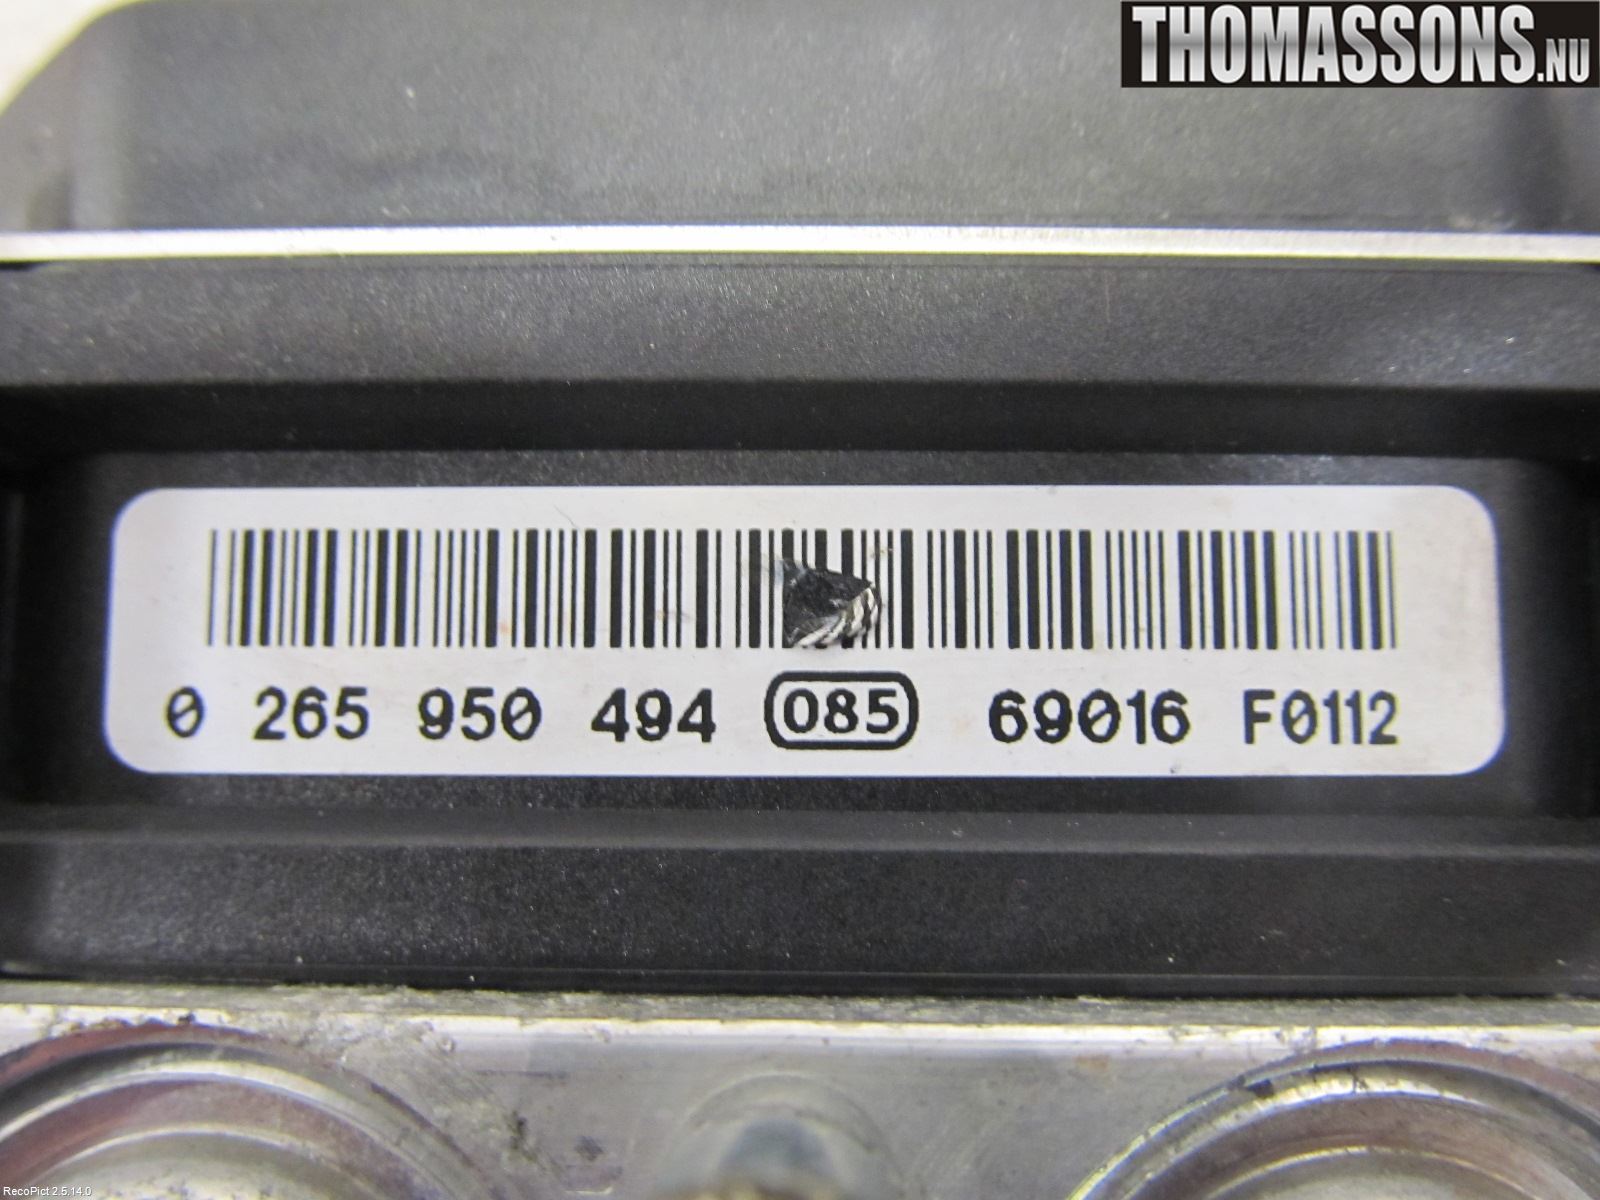 THOMASSONS.NU
0 265 950 494 085 69016 F0112
RecoPict 2.5.14.0